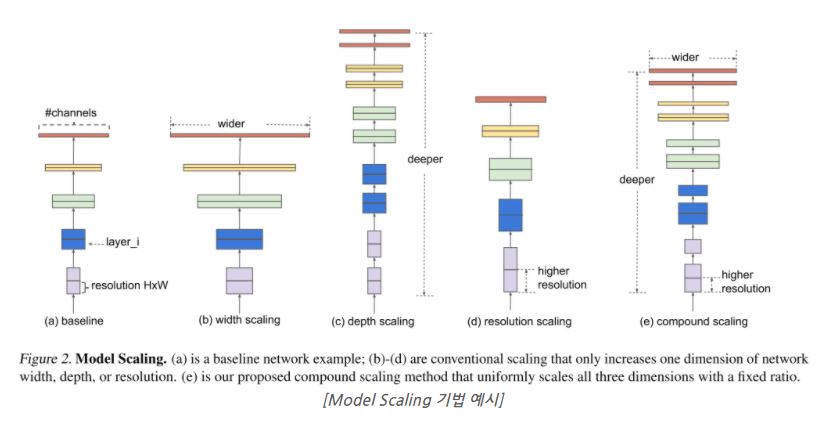 #channels
layer_i
resolution HxW
(a) baseline
wider
(b) width scaling
deeper
(c) depth scaling
higher
resolution
(d) resolution scaling
wider
deeper
higher
resolution
(e) compound scaling
Figure 2. Model Scaling. (a) is a baseline network example; (b)-(d) are conventional scaling that only increases one dimension of network
width, depth, or resolution. (e) is our proposed compound scaling method that uniformly scales all three dimensions with a fixed ratio.
[Model Scaling 기법 예시]